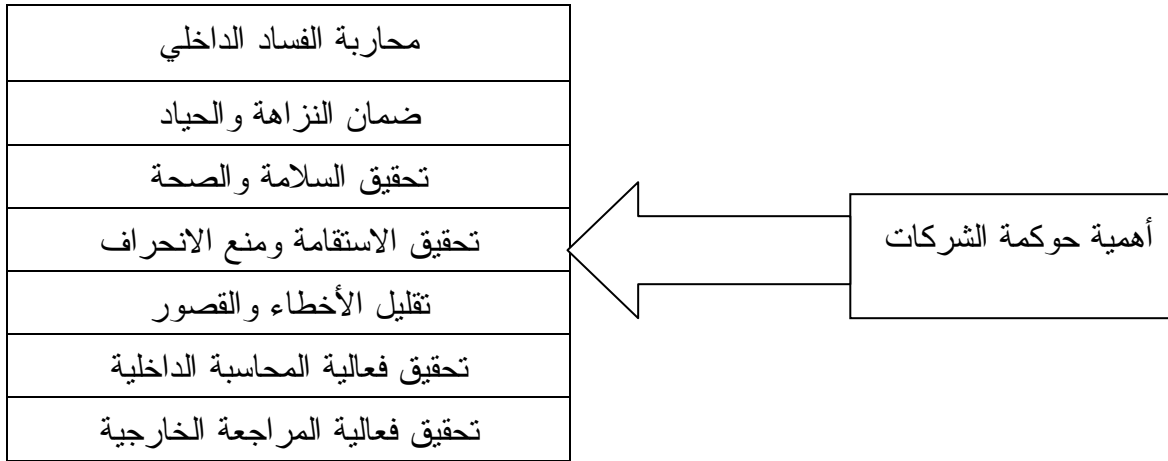 محاربة الفساد الداخلي
ضمان النزاهة والحياد
تحقيق السلامة والصحة
تحقيق الاستقامة ومنع الانحراف
أهمية حوكمة الشركات
تقليل الأخطاء والقصور
تحقيق فعالية المحاسبة الداخلية
تحقيق فعالية المراجعة الخارجية